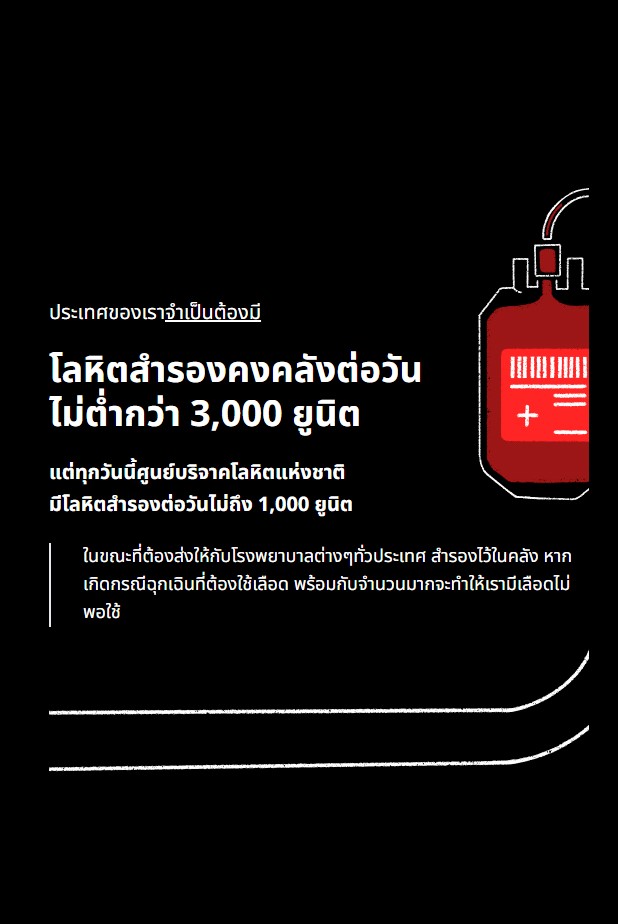 ประเทศของเราจำเป็นต้องมี
โลหิตสำรองคงคลังต่อวัน
ไม่ต่ำกว่า 3,000 ยูนิต
แต่ทุกวันนี้ศูนย์บริจาคโลหิตแห่งชาติ
มีโลหิตสำรองต่อวันไม่ถึง 1,000 ยูนิต
ในขณะที่ต้องส่งให้กับโรงพยาบาลต่างๆทั่วประเทศ สำรองไว้ในคลัง หาก
เกิดกรณีฉุกเฉินที่ต้องใช้เลือด พร้อมกับจำนวนมากจะทำให้เรามีเลือดไม่
พอใช้